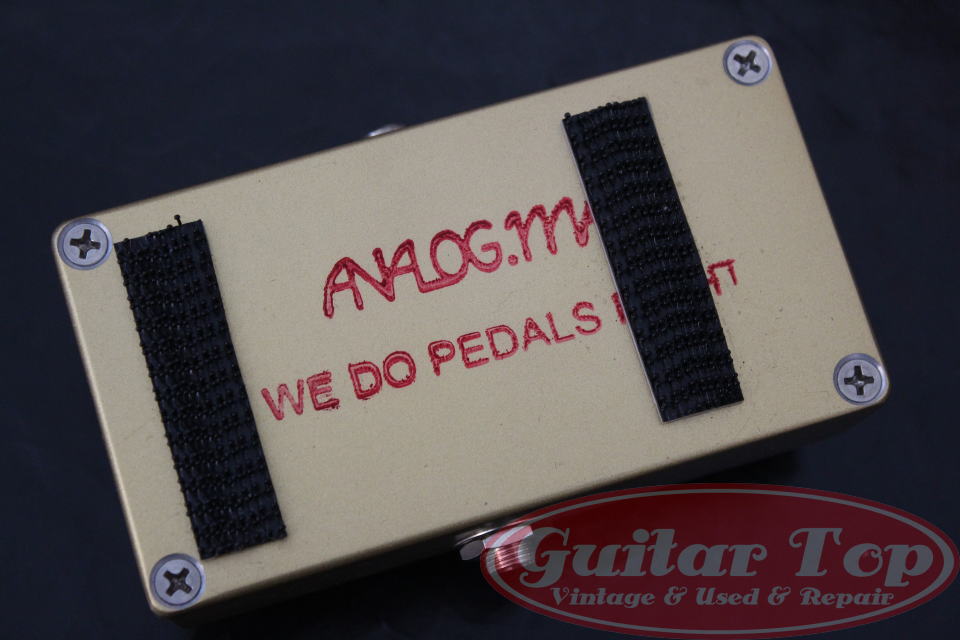 ANALOG.M
WE DO PEDALS
Guitar Top
Vintage & Used & Repair